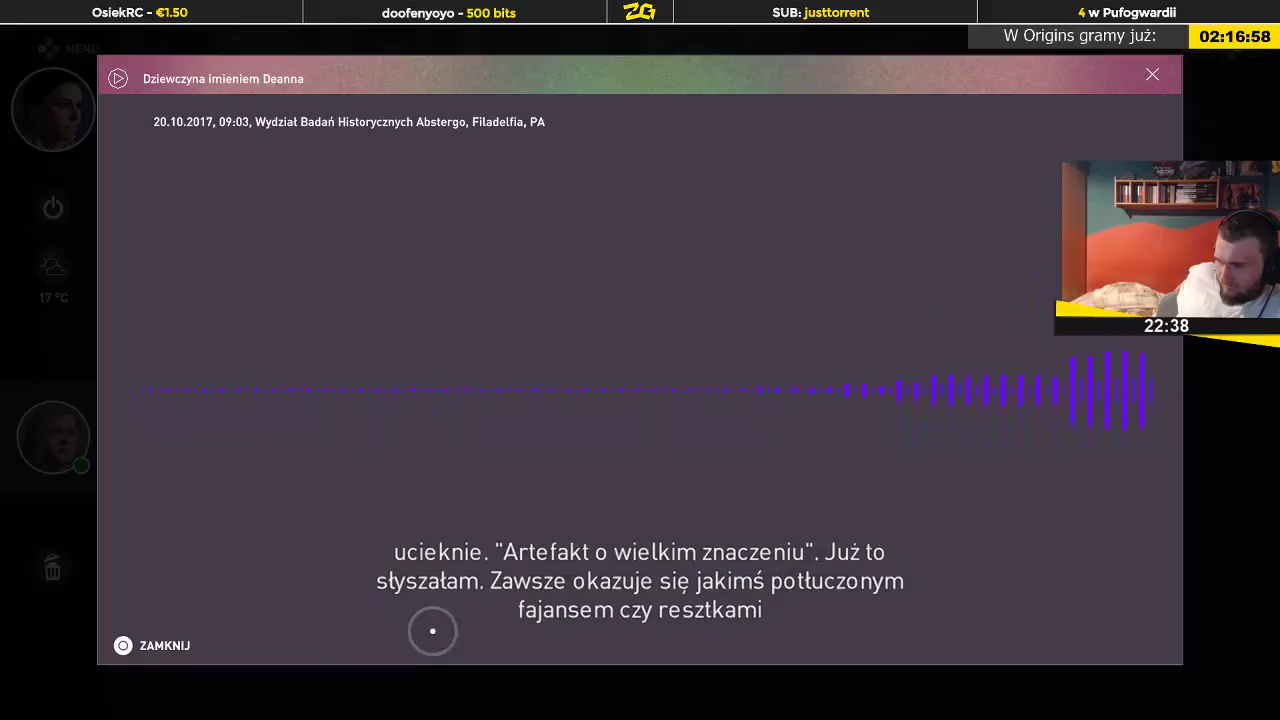 OsiekRC - €1.50
doofenyoyo - 500 bits
ZG
SUB: justtorrent
4 w Pufogwardii
W Origins gramy już:
02:16:58
MENU
Dziewczyna imieniem Deanna
20.10.2017, 09:03, Wydział Badań Historycznych Abstergo, Filadelfia, PA
17 °C
22:38
ucieknie. "Artefakt o wielkim znaczeniu". Już to
słyszałam. Zawsze okazuje się jakimś potłuczonym
fajansem czy resztkami
ZAMKNIJ